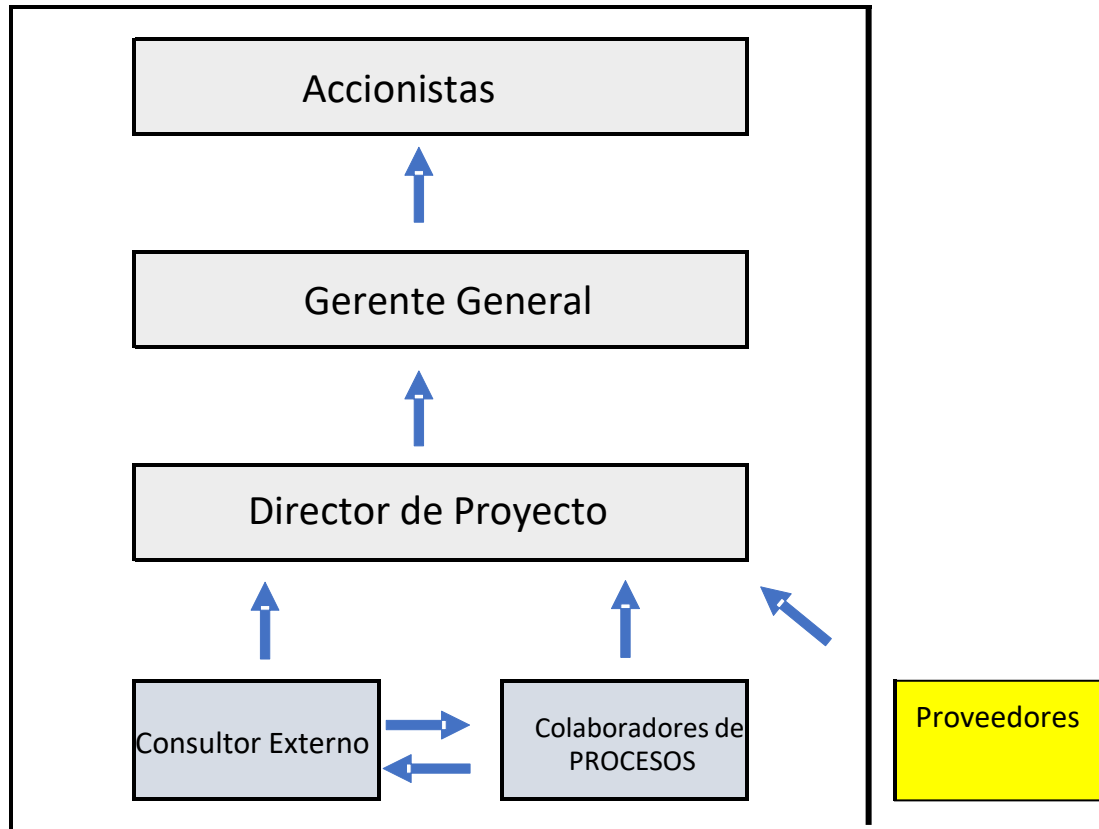 Accionistas
Gerente General
Director de Proyecto
Consultor Externo
Colaboradores de
PROCESOS
Proveedores